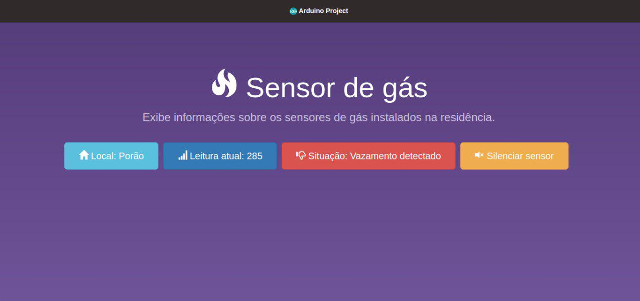 Arduino Project
Sensor de gás
Exibe informações sobre os sensores de gás instalados na residência.
Local: Porão
Leitura atual: 285
Situação: Vazamento detectado
Silenciar sensor